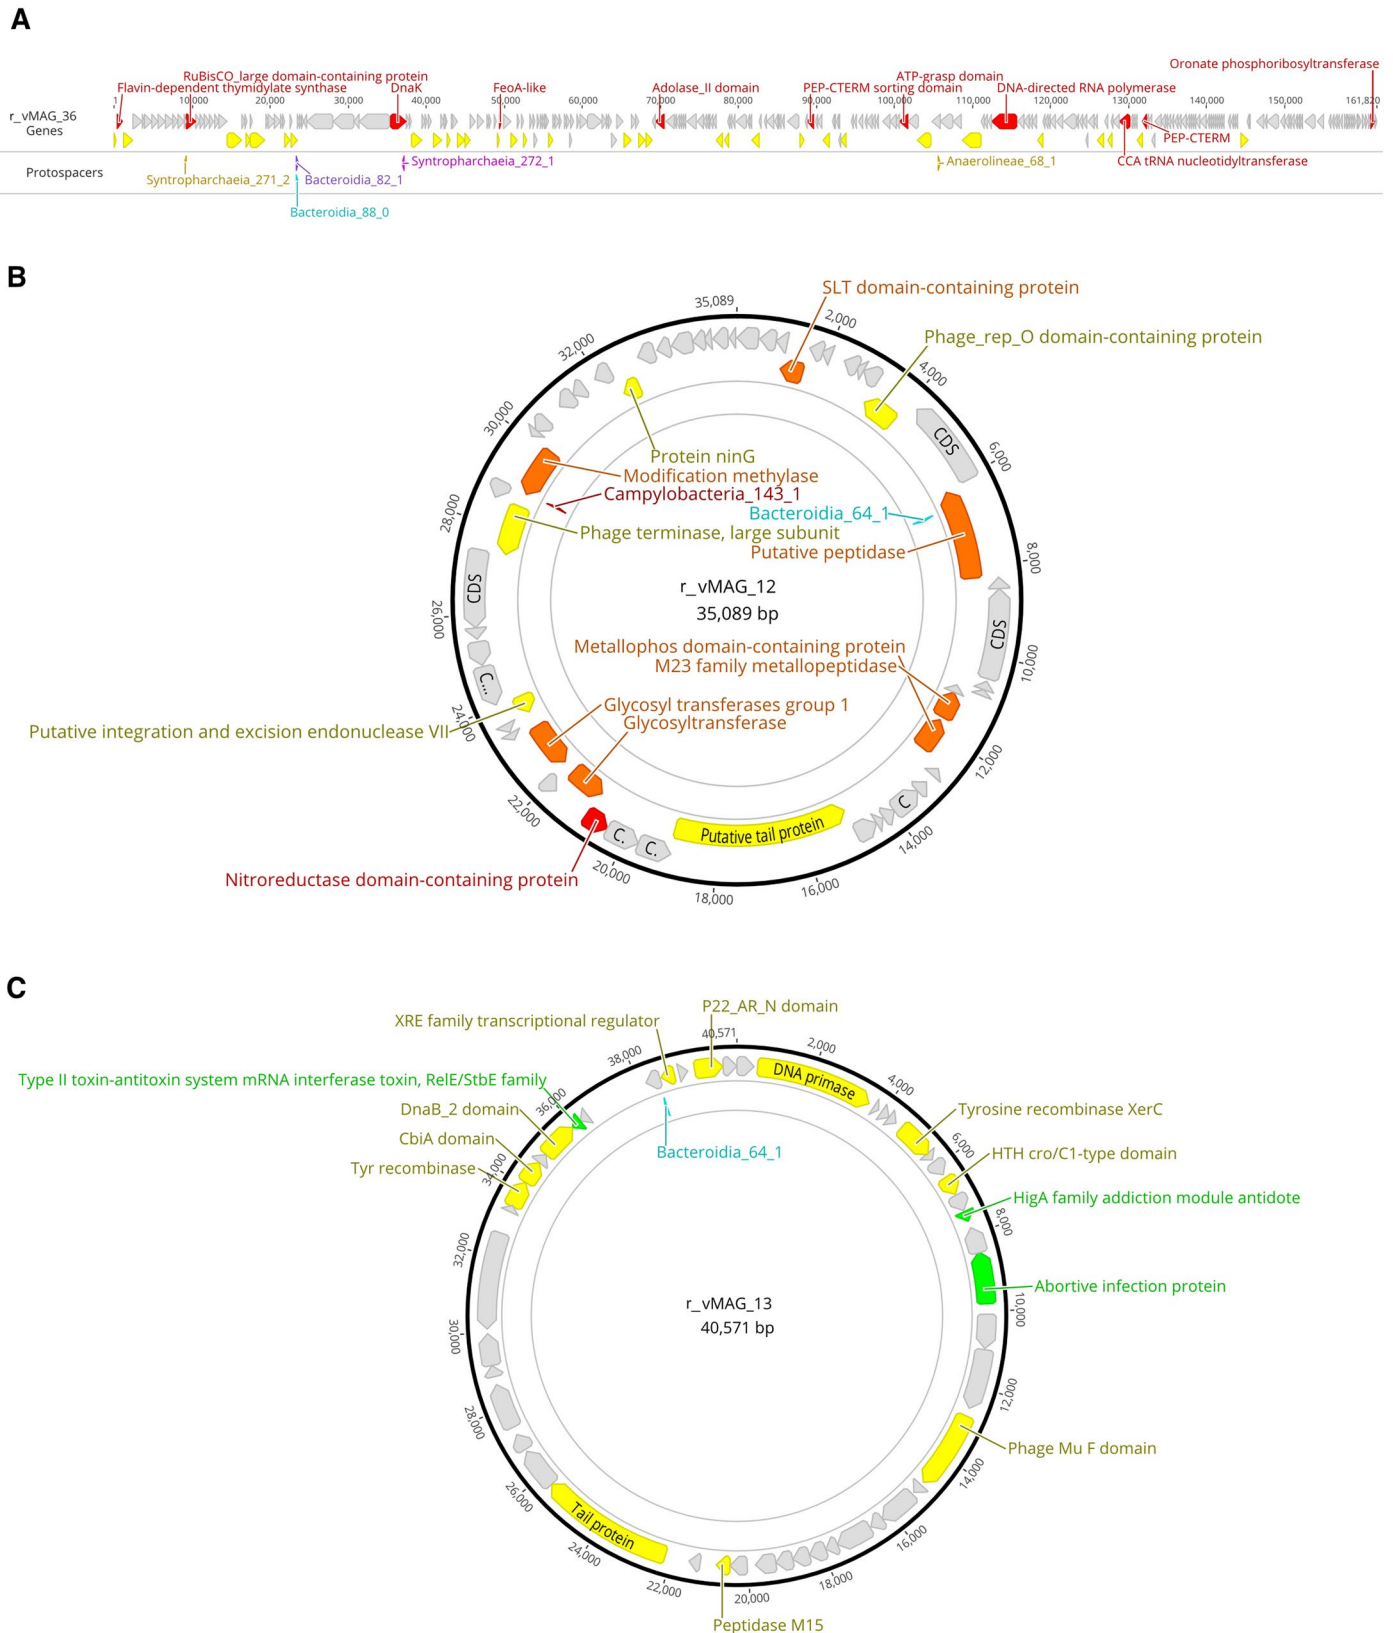 A
Oronate phosphoribosyltransferase
RuBisCO_large domain-containing protein
ATP-grasp domain
Flavin-dependent thymidylate synthase
DnaK
FeoA-like
Adolase_II domain
PEP-CTERM sorting domain
DNA-directed RNA polymerase
1 10,000 20,000 30,000 40,000 50,000 60,000 70,000 80,000 90,000 100,000 110,000 120,000 130,000 140,000 150,000 161,820
r_vMAG_36
Genes
PEP-CTERM
Protospacers
Syntropharchaeia_271_2
Bacteroidia_82_1
Syntropharchaeia_272_1
Anaerolineae_68_1
CCA tRNA nucleotidyltransferase
Bacteroidia_88_0
B
SLT domain-containing protein
35,089
2,000
Phage_rep_O domain-containing protein
32,000
4,000
30,000
CDS
6,000
Protein ninG
Modification methylase
Campylobacteria_143_1
Bacteroidia_64_1
28,000
Phage terminase, large subunit
Putative peptidase
8,000
CDS
r_vMAG_12
35,089 bp
26,000
CDS
Metallophos domain-containing protein
M23 family metallopeptidase
10,000
C...
Glycosyl transferases group 1
Glycosyltransferase
24,000
Putative integration and excision endonuclease VII
12,000
22,000
C
Putative tail protein
C.
C.
14,000
Nitroreductase domain-containing protein
20,000
16,000
18,000
C
P22_AR_N domain
XRE family transcriptional regulator
40,571
2,000
38,000
Type II toxin-antitoxin system mRNA interferase toxin, RelE/StbE family
DNA primase
4,000
36,000
DnaB_2 domain
Tyrosine recombinase XerC
CbiA domain
6,000
Bacteroidia_64_1
HTH cro/C1-type domain
34,000
Tyr recombinase
HigA family addiction module antidote
8,000
32,000
Abortive infection protein
10,000
r_vMAG_13
40,571 bp
30,000
12,000
28,000
Phage Mu F domain
14,000
26,000
Tail protein
16,000
24,000
18,000
22,000
20,000
Peptidase M15